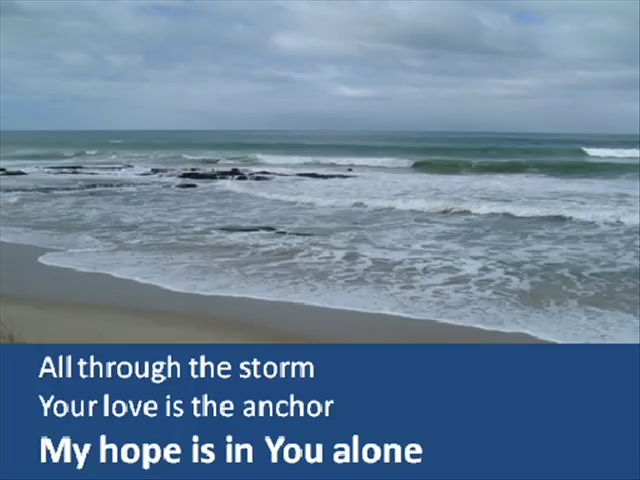 All through the storm
Your love is the anchor
My hope is in You alone